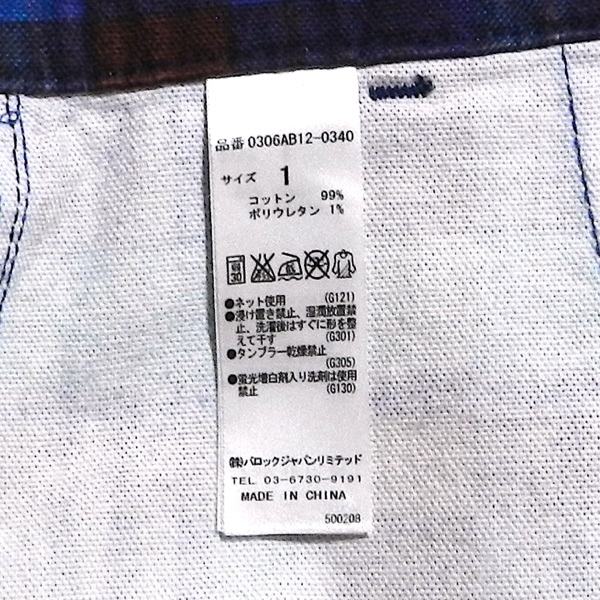 品番 0306AB12-0340
サイズ 1
コットン 99%
ポリウレタン 1%
30
●ネット使用 (G121)
●浸け置き禁止、湿潤放置禁
止、洗濯後はすぐに形を整
えて干す (G301)
●タンブラー乾燥禁止
(G305)
●蛍光増白剤入り洗剤は使用
禁止 (G130)
㈱バロックジャパンリミテッド
TEL 03-6730-9191
MADE IN CHINA
500208